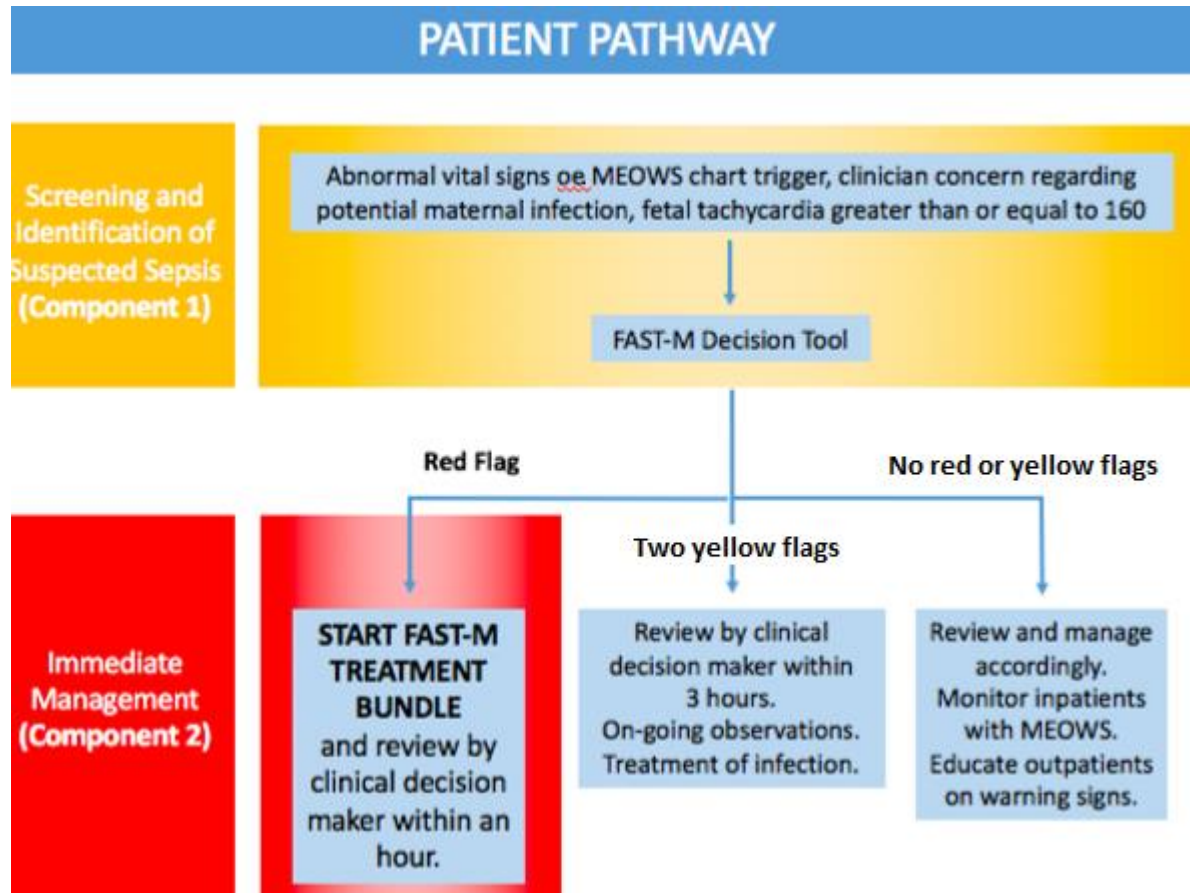 PATIENT PATHWAY
Screening and
Identification of
Suspected Sepsis
(Component 1)
Abnormal vital signs oe MEOWS chart trigger, clinician concern regarding
potential maternal infection, fetal tachycardia greater than or equal to 160
FAST-M Decision Tool
Red Flag
No red or yellow flags
Two yellow flags
Immediate
Management
(Component 2)
START FAST-M
TREATMENT
BUNDLE
and review by
clinical decision
maker within an
hour.
Review by clinical
decision maker within
3 hours.
On-going observations.
Treatment of infection.
Review and manage
accordingly.
Monitor inpatients
with MEOWS.
Educate outpatients
on warning signs.